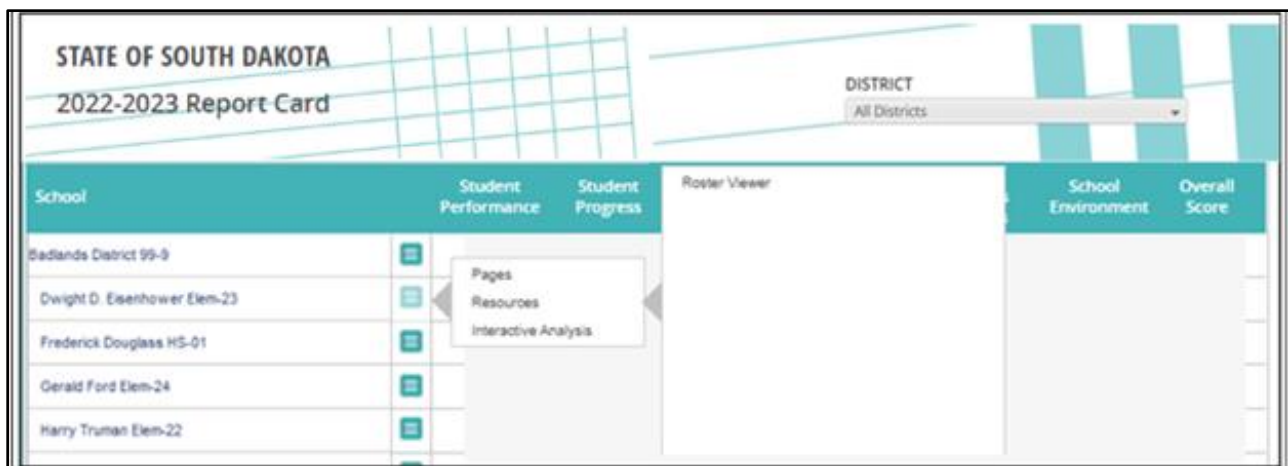 STATE OF SOUTH DAKOTA
2022-2023 Report Card
DISTRICT
All Districts
School
Student Performance
Student Progress
School Environment
Overall Score
Roster Viewer
Badlands District 99-9
Dwight D. Eisenhower Elem-23
Pages
Resources
Interactive Analysis
Frederick Douglass HS-01
Gerald Ford Elem-24
Harry Truman Elem-22